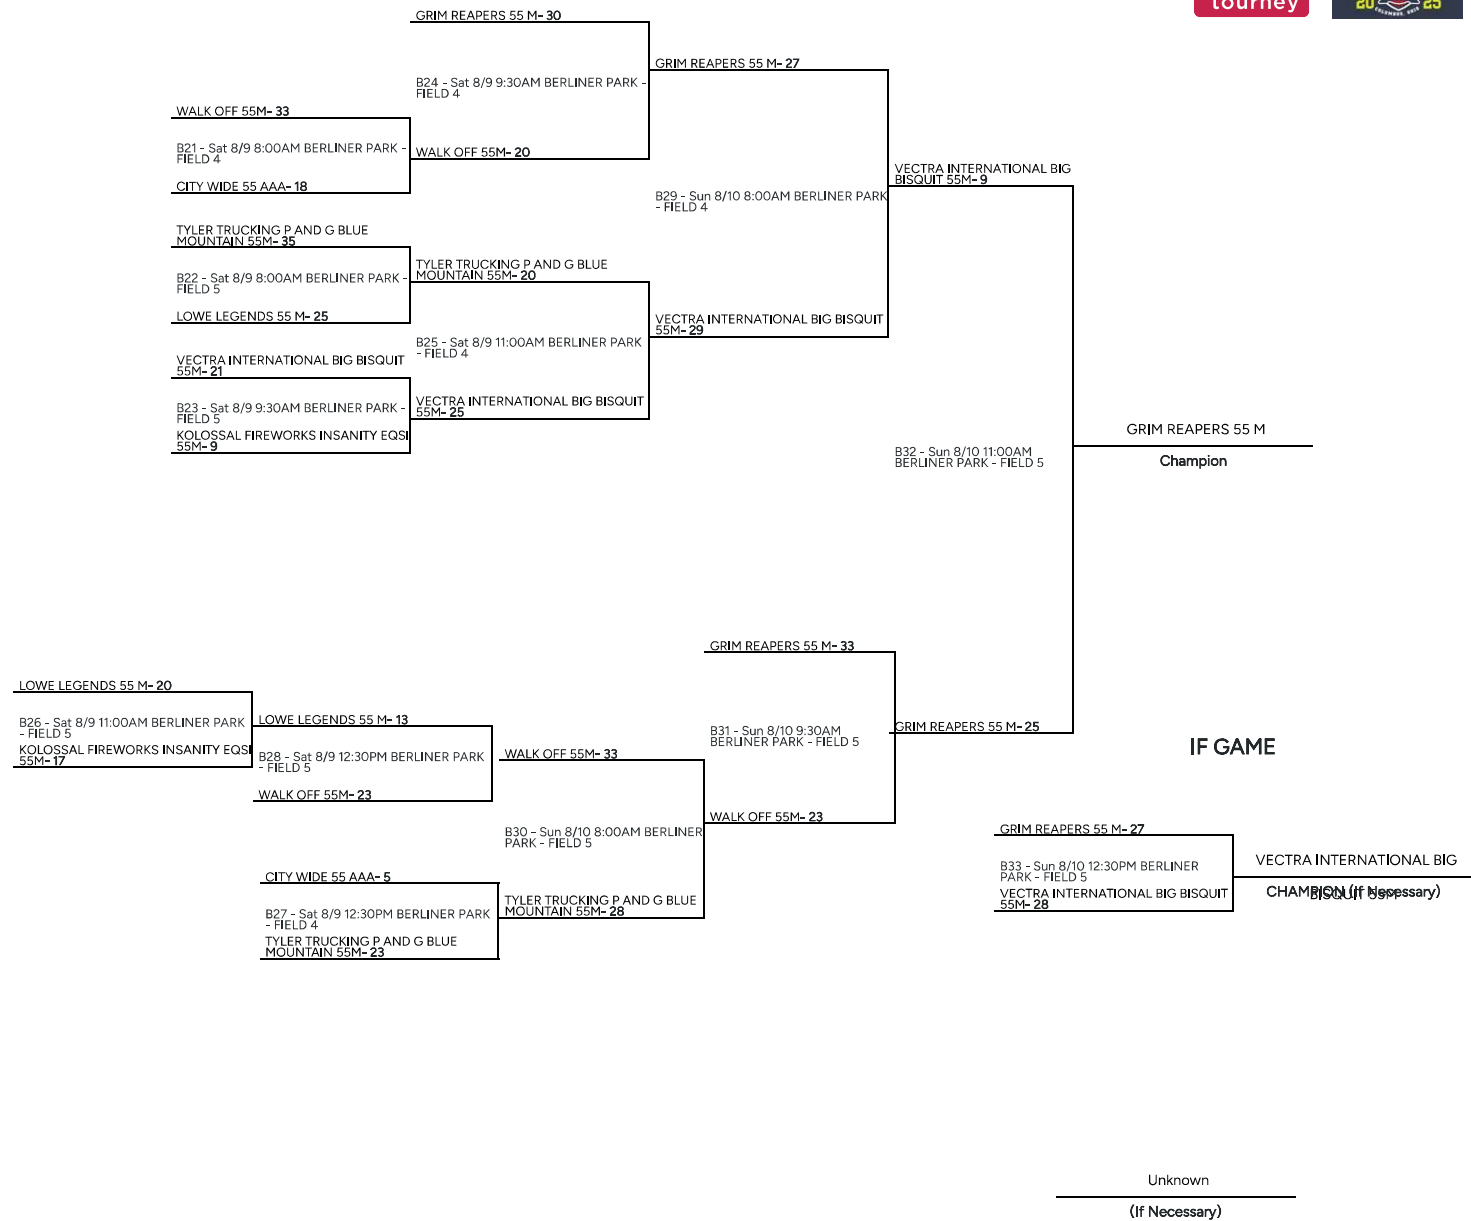 tourney
20 25
COLUMBUS, OHIO
GRIM REAPERS 55 M- 30
GRIM REAPERS 55 M- 27
B24 - Sat 8/9 9:30AM BERLINER PARK -
FIELD 4
WALK OFF 55M- 33
B21 - Sat 8/9 8:00AM BERLINER PARK -
FIELD 4
WALK OFF 55M- 20
CITY WIDE 55 AAA- 18
VECTRA INTERNATIONAL BIG
BISQUIT 55M- 9
B29 - Sun 8/10 8:00AM BERLINER PARK
- FIELD 4
TYLER TRUCKING P AND G BLUE
MOUNTAIN 55M- 35
B22 - Sat 8/9 8:00AM BERLINER PARK -
FIELD 5
TYLER TRUCKING P AND G BLUE
MOUNTAIN 55M- 20
LOWE LEGENDS 55 M- 25
VECTRA INTERNATIONAL BIG BISQUIT
55M- 29
B25 - Sat 8/9 11:00AM BERLINER PARK
- FIELD 4
VECTRA INTERNATIONAL BIG BISQUIT
55M- 21
B23 - Sat 8/9 9:30AM BERLINER PARK -
FIELD 5
VECTRA INTERNATIONAL BIG BISQUIT
55M- 25
KOLOSSAL FIREWORKS INSANITY EQSI
55M- 9
GRIM REAPERS 55 M
Champion
B32 - Sun 8/10 11:00AM
BERLINER PARK - FIELD 5
GRIM REAPERS 55 M- 33
LOWE LEGENDS 55 M- 20
B26 - Sat 8/9 11:00AM BERLINER PARK
- FIELD 5
LOWE LEGENDS 55 M- 13
KOLOSSAL FIREWORKS INSANITY EQSI
55M- 17
B28 - Sat 8/9 12:30PM BERLINER PARK
- FIELD 5
WALK OFF 55M- 33
B31 - Sun 8/10 9:30AM
BERLINER PARK - FIELD 5
GRIM REAPERS 55 M- 25
IF GAME
WALK OFF 55M- 23
B30 - Sun 8/10 8:00AM BERLINER
PARK - FIELD 5
WALK OFF 55M- 23
GRIM REAPERS 55 M- 27
B33 - Sun 8/10 12:30PM BERLINER
PARK - FIELD 5
VECTRA INTERNATIONAL BIG BISQUIT
55M- 28
VECTRA INTERNATIONAL BIG
BISQUIT 55M
CHAMPION (If Necessary)
CITY WIDE 55 AAA- 5
B27 - Sat 8/9 12:30PM BERLINER PARK
- FIELD 4
TYLER TRUCKING P AND G BLUE
MOUNTAIN 55M- 28
TYLER TRUCKING P AND G BLUE
MOUNTAIN 55M- 23
Unknown
(If Necessary)